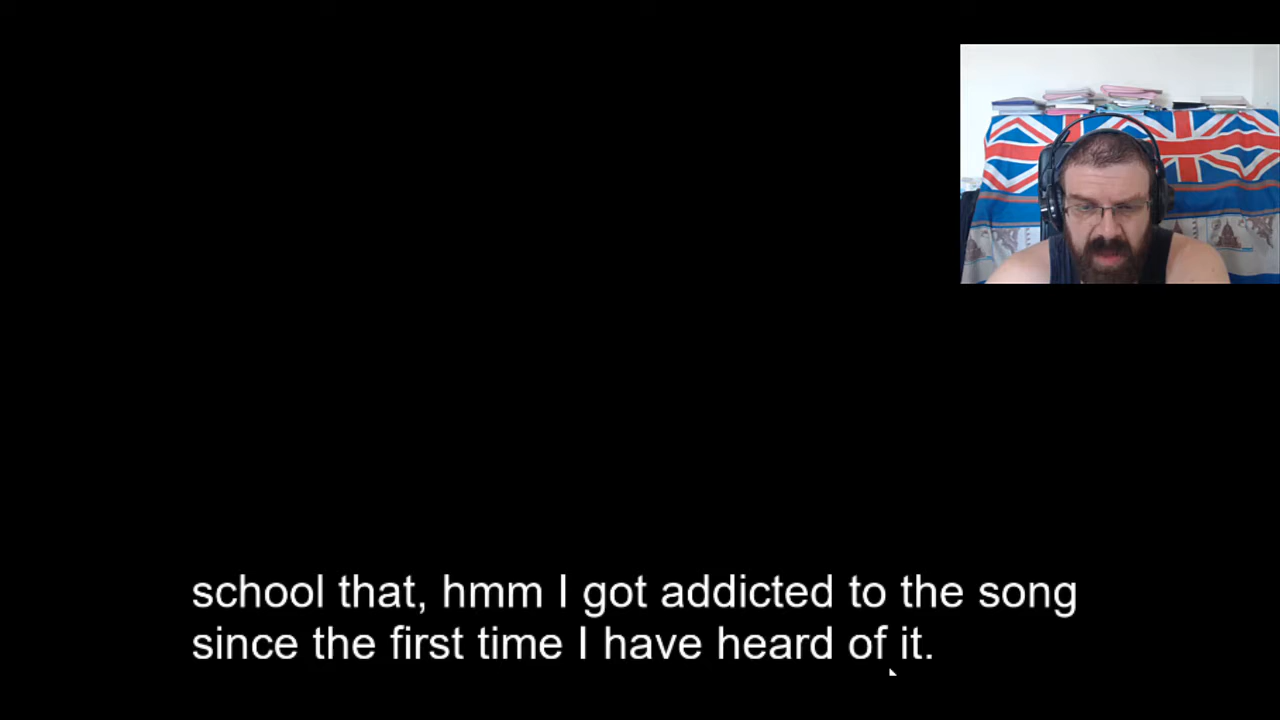 school that, hmm I got addicted to the song
since the first time I have heard of it.